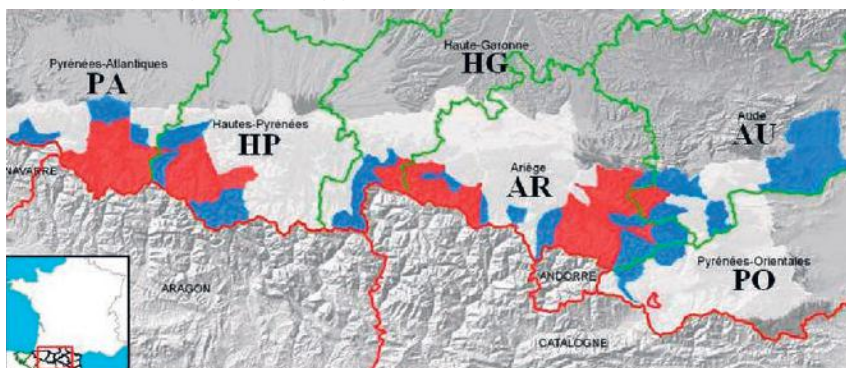 Haute-Garonne
HG
Pyrénées-Atlantiques
PA
Aude
AU
Hautes-Pyrénées
HP
Ariège
AR
NAVARRE
Pyrénées-Orientales
PO
ANDORRE
ARAGON
CATALOGNE